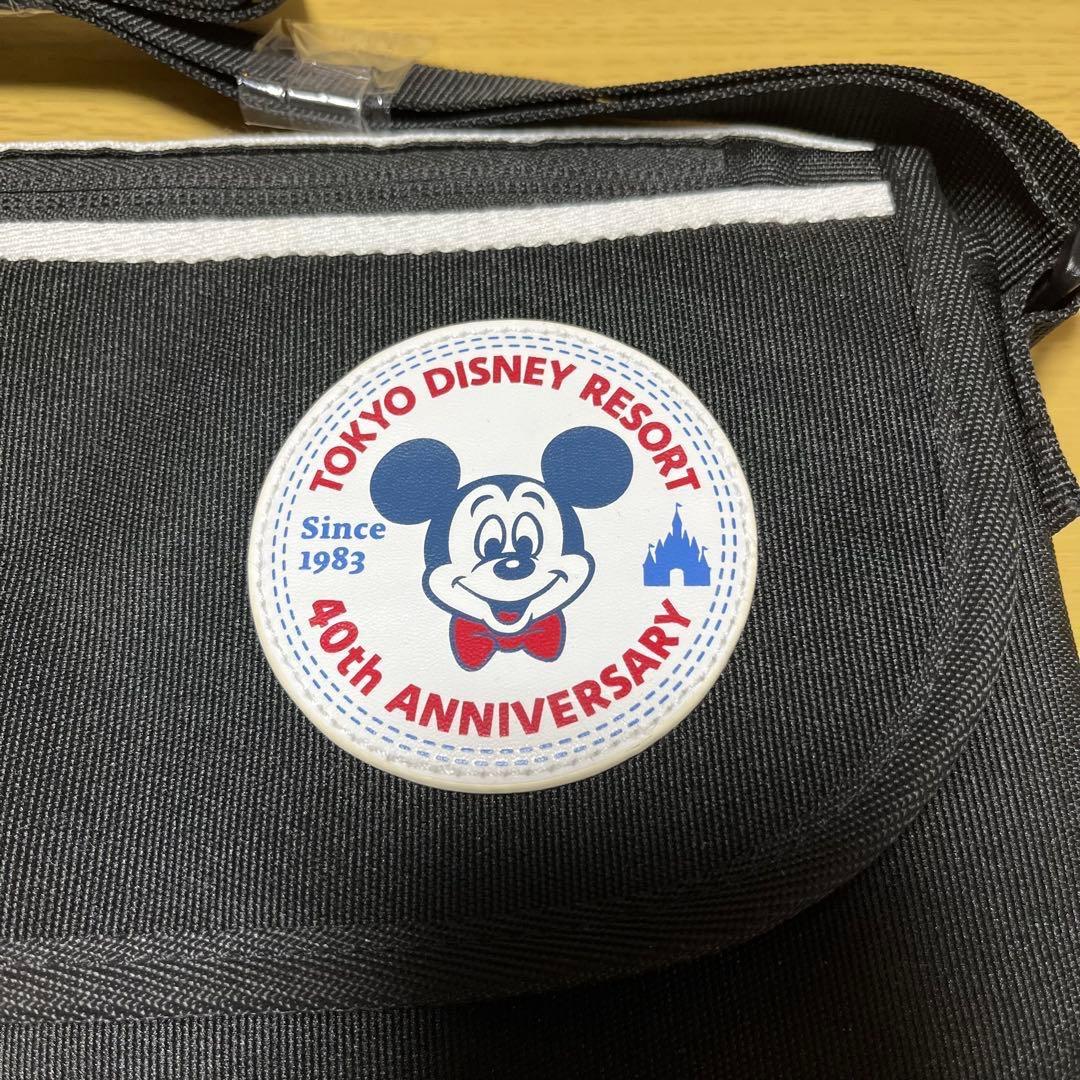 TOKYO DISNEY RESORT
Since
1983
40th ANNIVERSARY